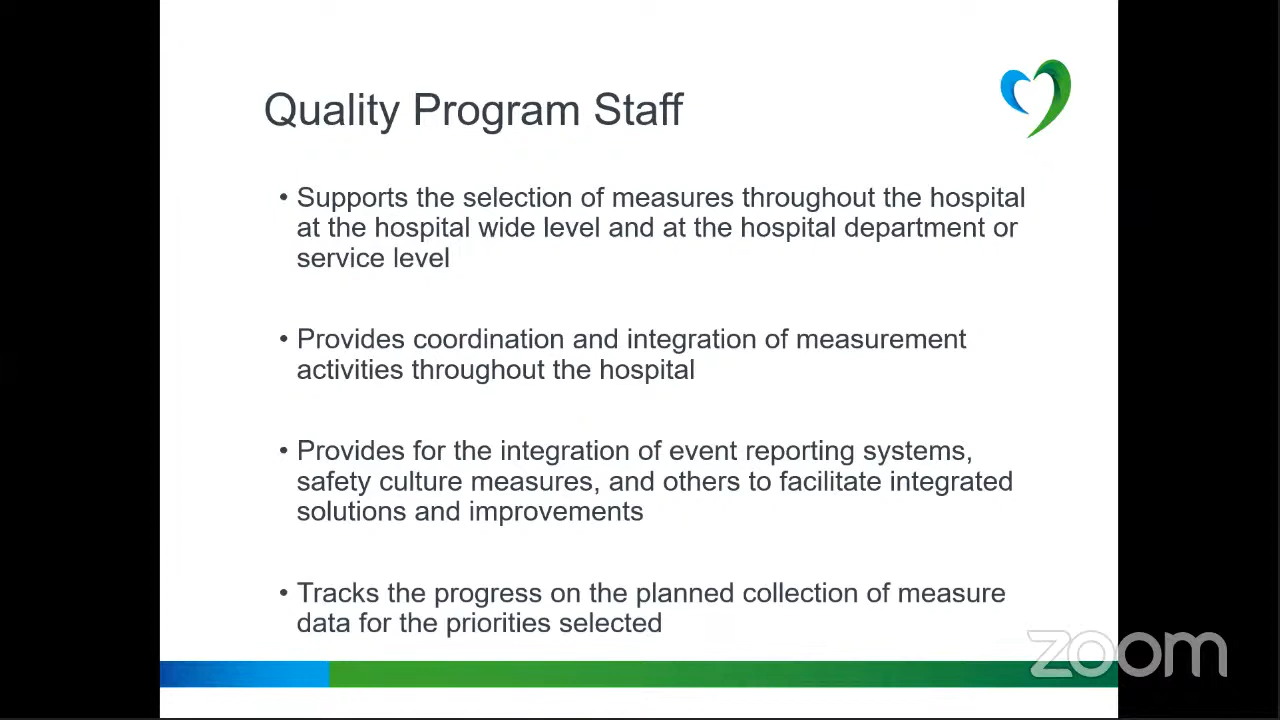 Quality Program Staff
• Supports the selection of measures throughout the hospital
at the hospital wide level and at the hospital department or
service level
• Provides coordination and integration of measurement
activities throughout the hospital
• Provides for the integration of event reporting systems,
safety culture measures, and others to facilitate integrated
solutions and improvements
• Tracks the progress on the planned collection of measure
data for the priorities selected
zoom